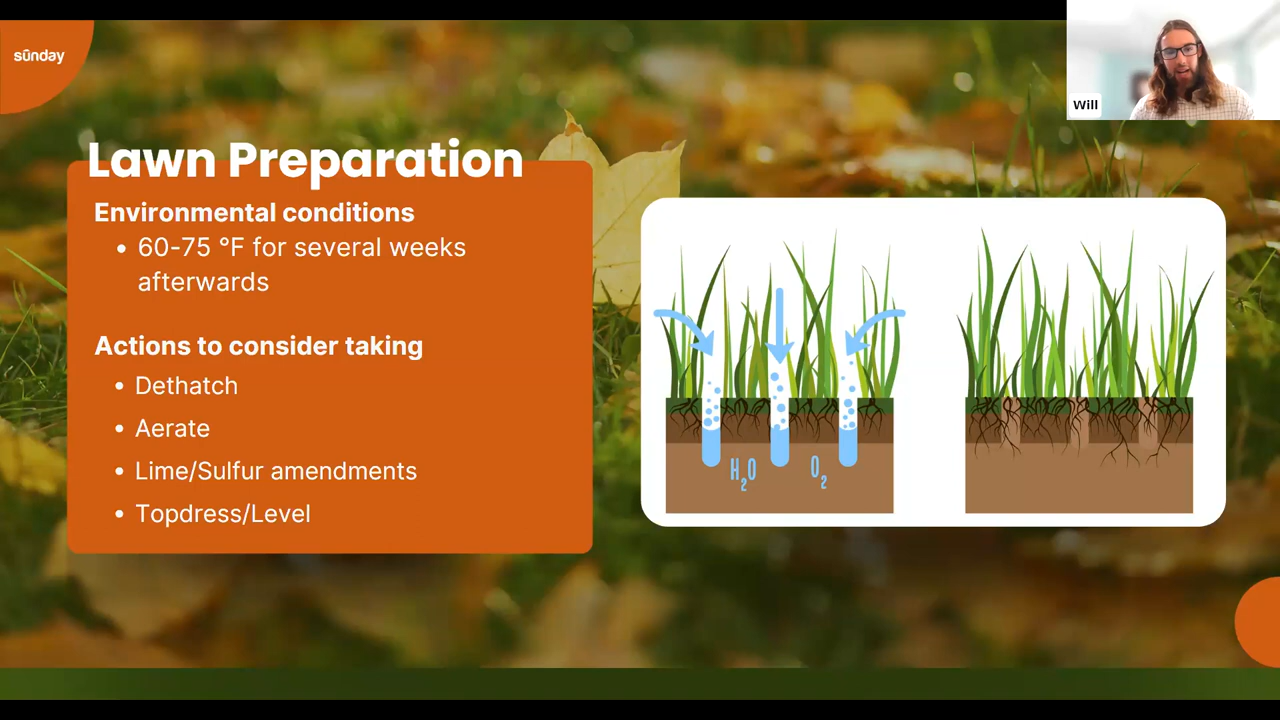 sūnday
Will
Lawn Preparation
Environmental conditions
• 60-75 °F for several weeks
afterwards
Actions to consider taking
• Dethatch
• Aerate
• Lime/Sulfur amendments
• Topdress/Level
H2O O2